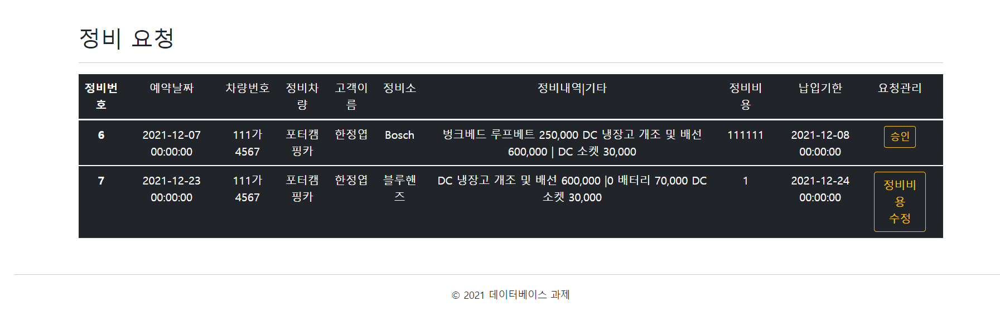 정비 요청
정비번 예약날짜 차량번호 정비차 고객이 정비소 정비내역|기타 정비비 납입기한 요청관리
호 량 름 용
6 2021-12-07 111가 포터캠 한정엽 Bosch 벙크베드 루프베트 250,000 DC 냉장고 개조 및 배선 111111 2021-12-08 승인
00:00:00 4567 핑카 600,000 | DC 소켓 30,000 00:00:00
7 2021-12-23 111가 포터캠 한정엽 블루핸 DC 냉장고 개조 및 배선 600,000 |0 배터리 70,000 DC 1 2021-12-24 정비비
00:00:00 4567 핑카 즈 소켓 30,000 00:00:00 용
수정
© 2021 데이터베이스 과제